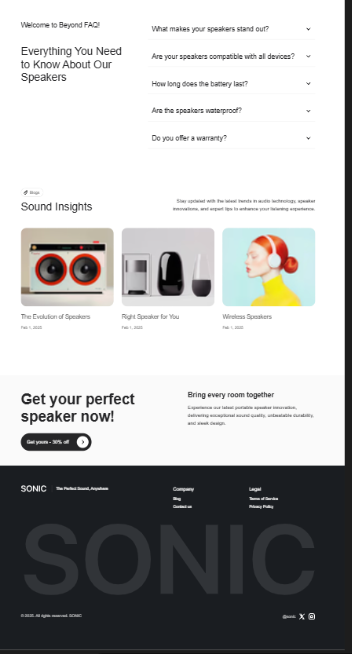 Welcome to Beyond FAQ!
Everything You Need
to Know About Our
Speakers
What makes your speakers stand out?
Are your speakers compatible with all devices?
How long does the battery last?
Are the speakers waterproof?
Do you offer a warranty?
Blogs
Sound Insights
Stay updated with the latest trends in audio technology, speaker
innovations, and expert tips to enhance your listening experience.
The Evolution of Speakers
Feb 1, 2025
Right Speaker for You
Feb 1, 2025
Wireless Speakers
Feb 1, 2025
Get your perfect
speaker now!
Get yours - 30% off
Bring every room together
Experience our latest portable speaker innovation,
delivering exceptional sound quality, unbeatable durability,
and sleek design.
SONIC
The Perfect Sound, Anywhere
Company
Blog
Contact us
Legal
Terms of Service
Privacy Policy
SONIC
© 2025. All rights reserved. SONIC
@sonic